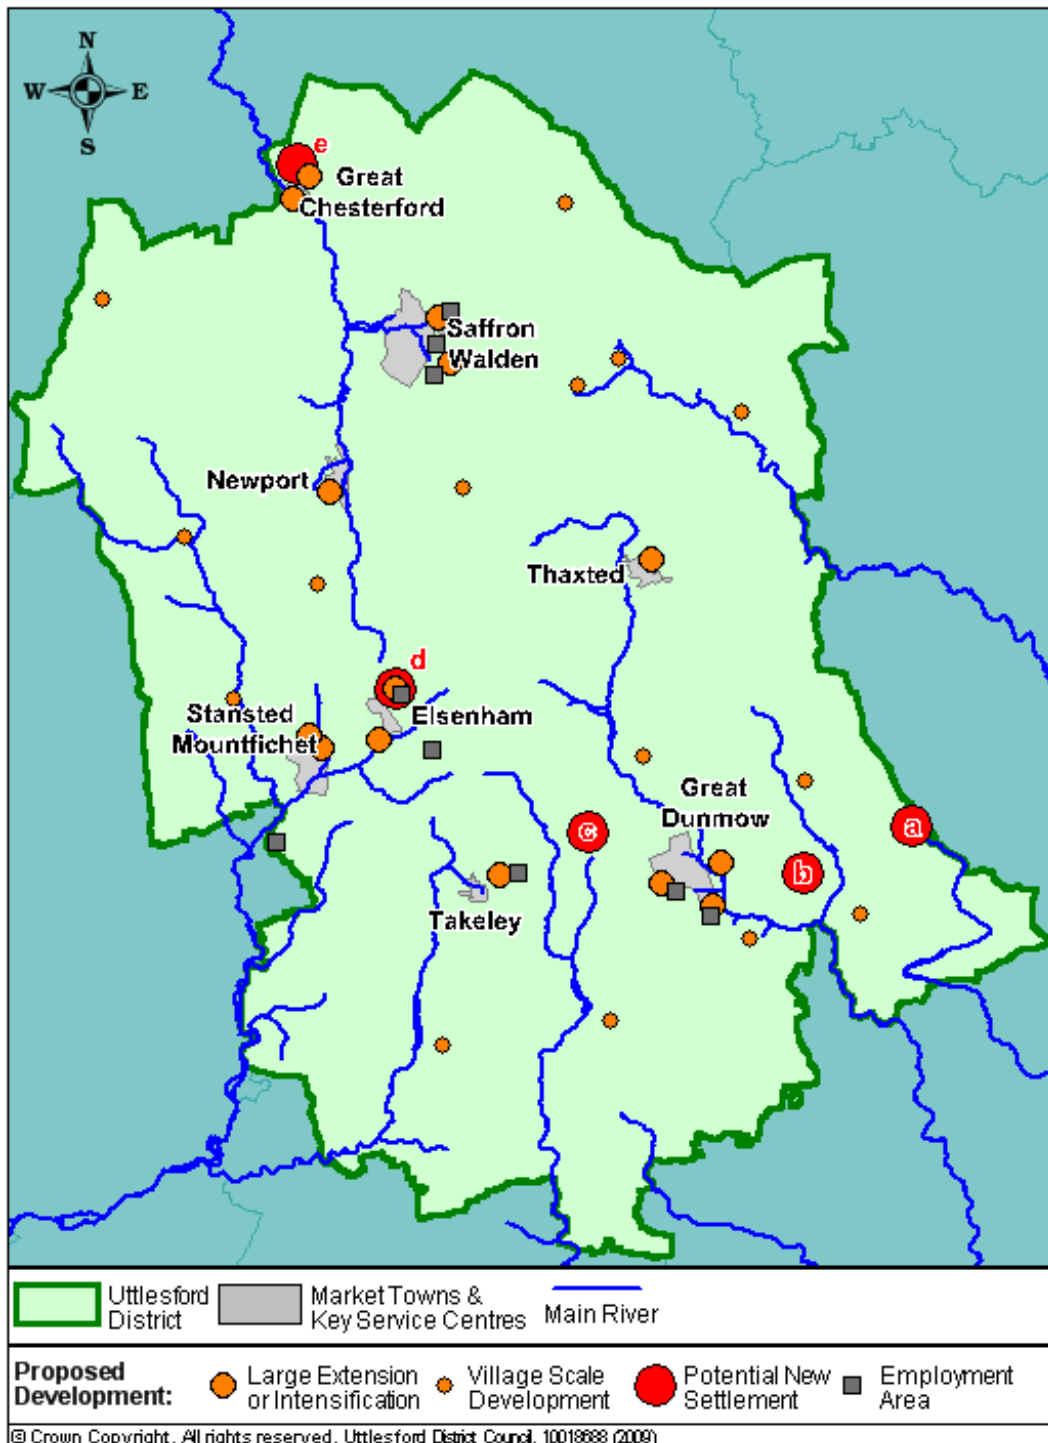 N
W E
S
e
Great
Chesterford
Saffron
Walden
Newport
Thaxted
d
Elsenham
Stansted
Mountfichet
Great
Dunmow
c
a
b
Takeley
Uttlesford
District
Market Towns &
Key Service Centres
Main River
Proposed
Development:
Large Extension
or Intensification
Village Scale
Development
Potential New
Settlement
Employment
Area
© Crown Copyright. All rights reserved. Uttlesford District Council. 10018688 (2009)